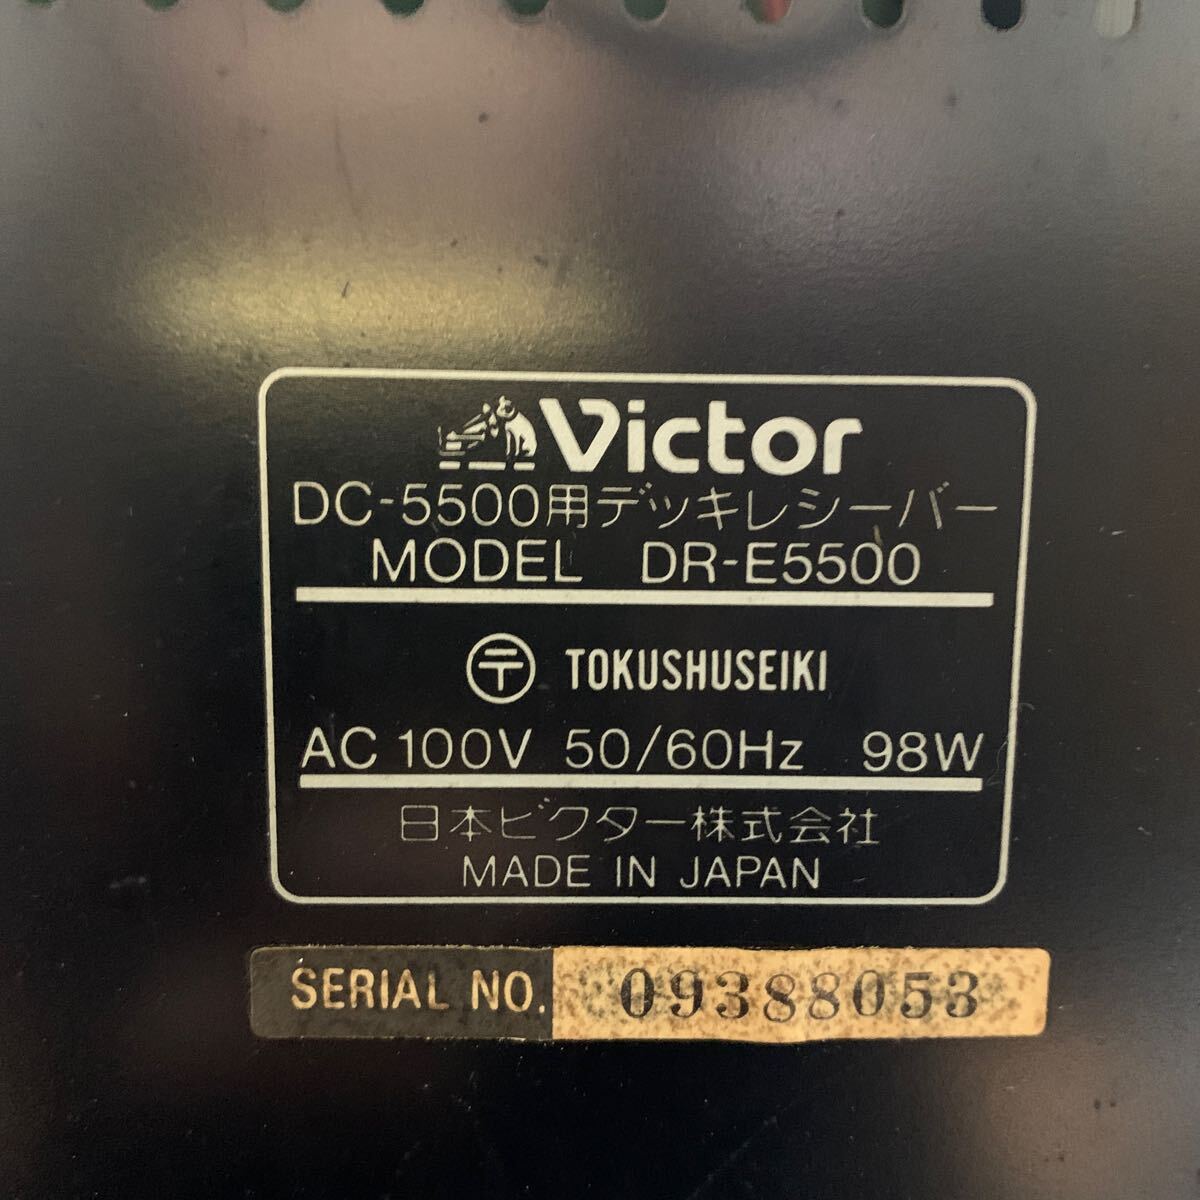 Victor
DC-5500用デッキレシーバー
MODEL DR-E5500
〒 TOKUSHUSEIKI
AC 100V 50/60Hz 98W
日本ビクター株式会社
MADE IN JAPAN
SERIAL NO. 09388053